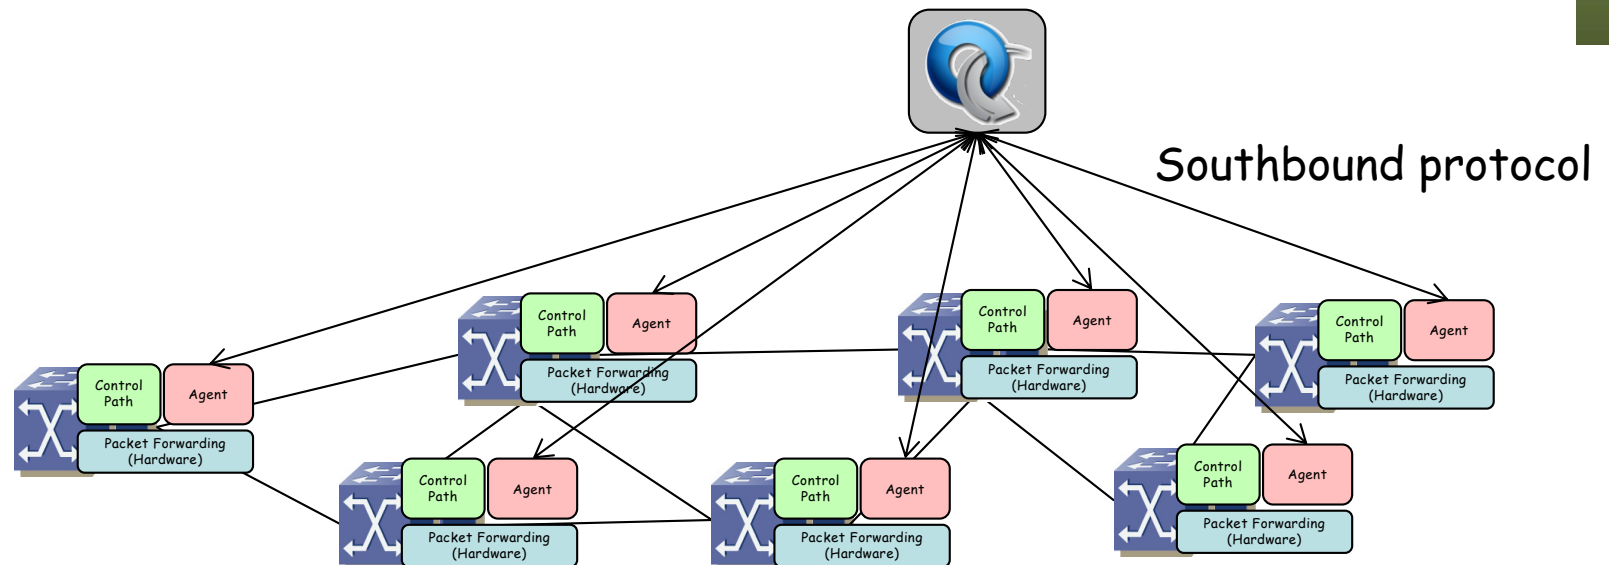 Southbound protocol
Control
Path
Agent
Packet Forwarding
(Hardware)
Control
Path
Agent
Packet Forwarding
(Hardware)
Control
Path
Agent
Packet Forwarding
(Hardware)
Control
Path
Agent
Packet Forwarding
(Hardware)
Control
Path
Agent
Packet Forwarding
(Hardware)
Control
Path
Agent
Packet Forwarding
(Hardware)
Control
Path
Agent
Packet Forwarding
(Hardware)